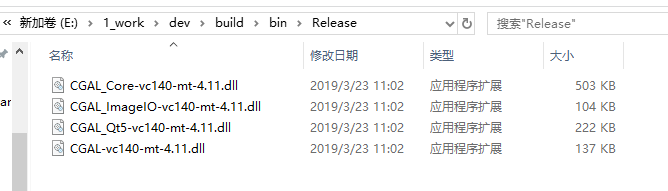 « 新加卷 (E:) > 1_work > dev > build > bin > Release 搜索"Release"
名称 修改日期 类型 大小
CGAL_Core-vc140-mt-4.11.dll 2019/3/23 11:02 应用程序扩展 503 KB
ar CGAL_ImageIO-vc140-mt-4.11.dll 2019/3/23 11:02 应用程序扩展 104 KB
CGAL_Qt5-vc140-mt-4.11.dll 2019/3/23 11:02 应用程序扩展 222 KB
CGAL-vc140-mt-4.11.dll 2019/3/23 11:02 应用程序扩展 137 KB